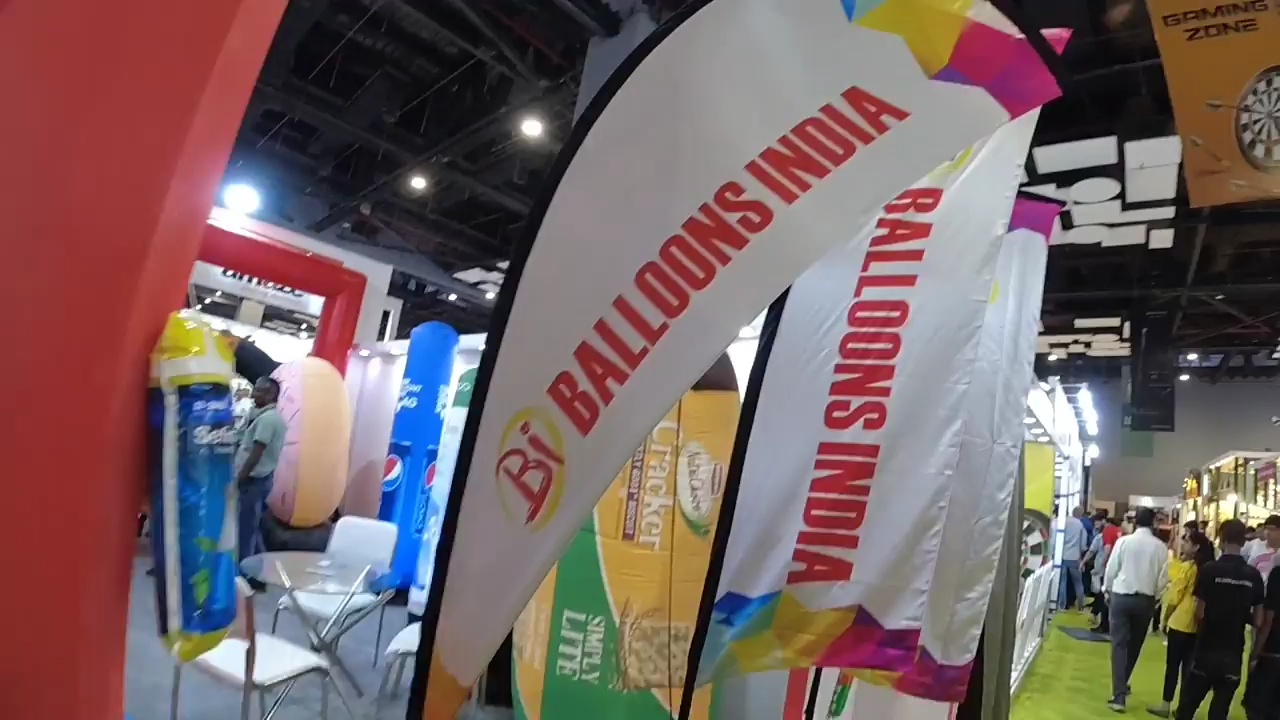 GAMING
ZONE
BALLOONS INDIA
Bi
BALLOONS INDIA
Cracker
SIMPLY
LITE